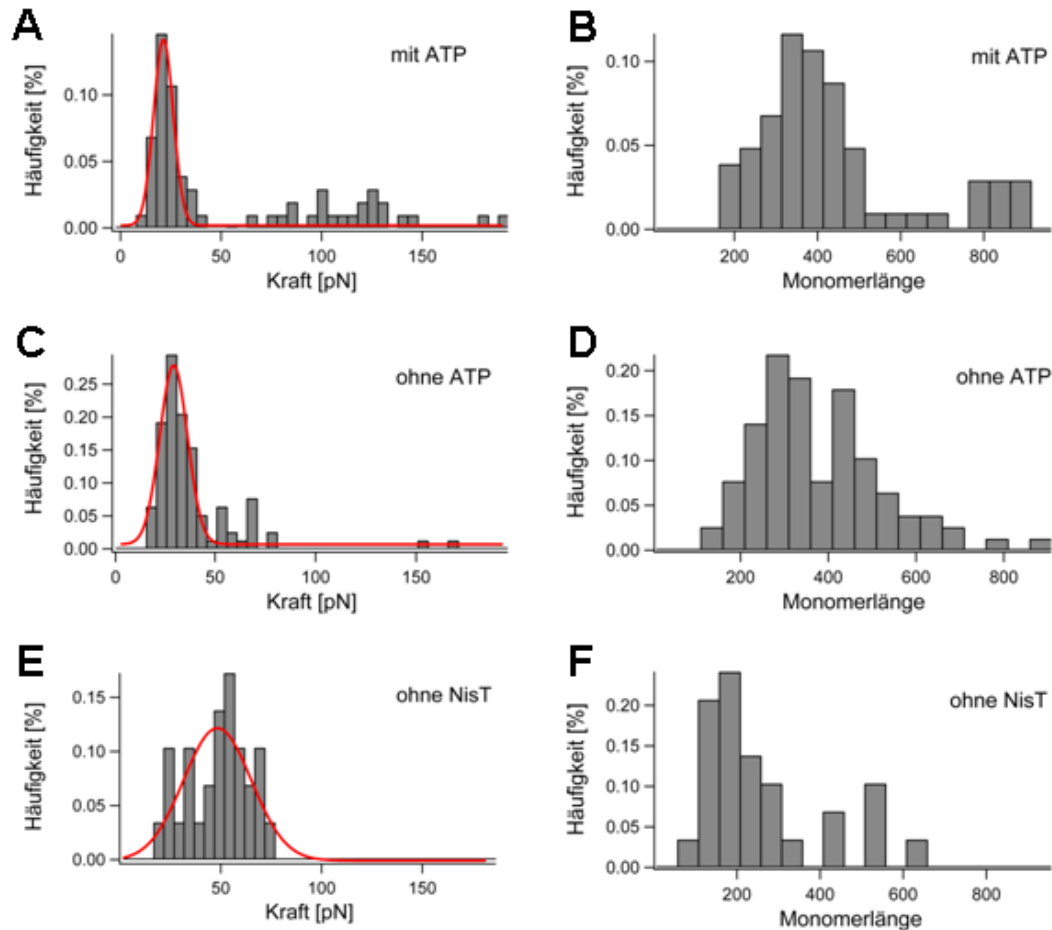 A
mit ATP
Häufigkeit [%]
0.10
0.05
0.00
0
50
100
150
Kraft [pN]
B
mit ATP
Häufigkeit [%]
0.10
0.05
0.00
200
400
600
800
Monomerlänge
C
ohne ATP
Häufigkeit [%]
0.25
0.20
0.15
0.10
0.05
0.00
0
50
100
150
Kraft [pN]
D
ohne ATP
Häufigkeit [%]
0.20
0.15
0.10
0.05
0.00
200
400
600
800
Monomerlänge
E
ohne NisT
Häufigkeit [%]
0.15
0.10
0.05
0.00
50
100
150
Kraft [pN]
F
ohne NisT
Häufigkeit [%]
0.20
0.15
0.10
0.05
0.00
200
400
600
800
Monomerlänge